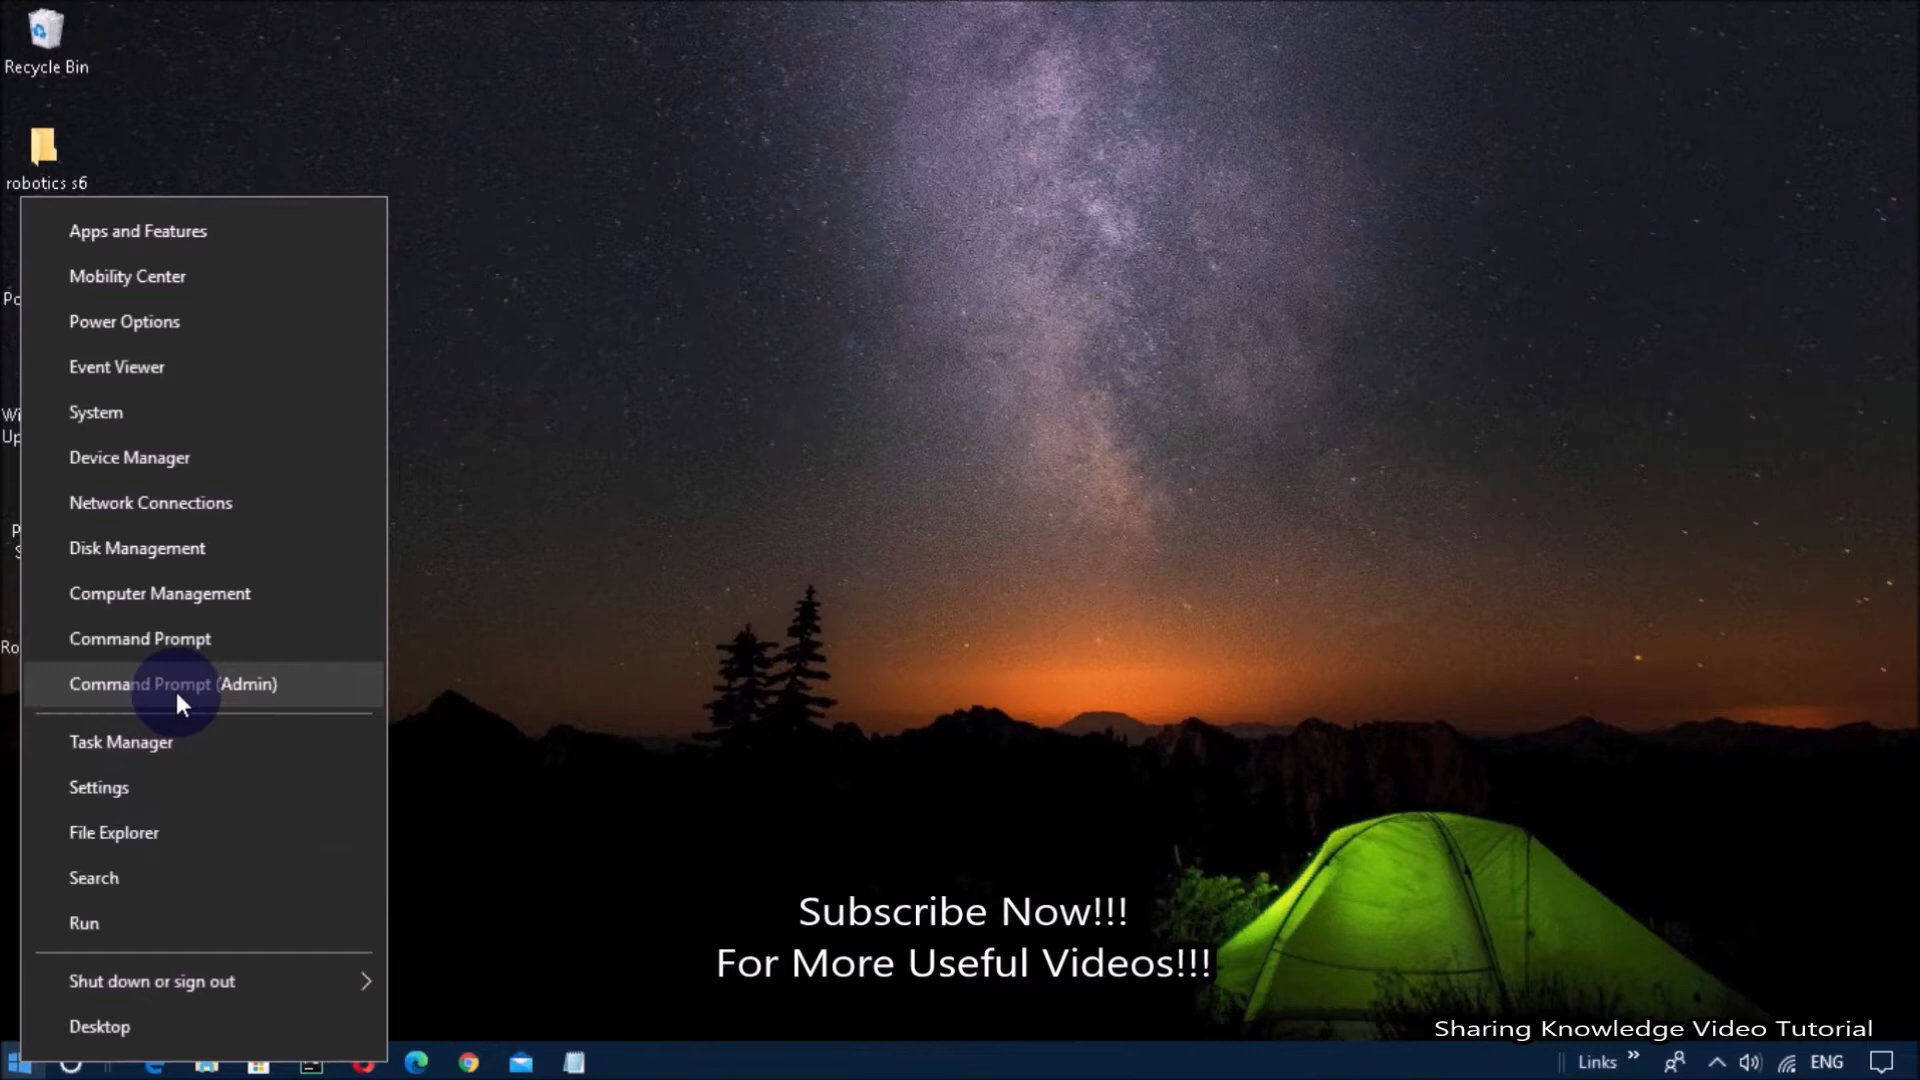 Recycle Bin
robotics s6
Apps and Features
Mobility Center
Power Options
Event Viewer
System
Device Manager
Network Connections
Disk Management
Computer Management
Command Prompt
Command Prompt (Admin)
Task Manager
Settings
File Explorer
Search
Run
Shut down or sign out
Desktop
Subscribe Now!!!
For More Useful Videos!!!
Sharing Knowledge Video Tutorial
Links
ENG